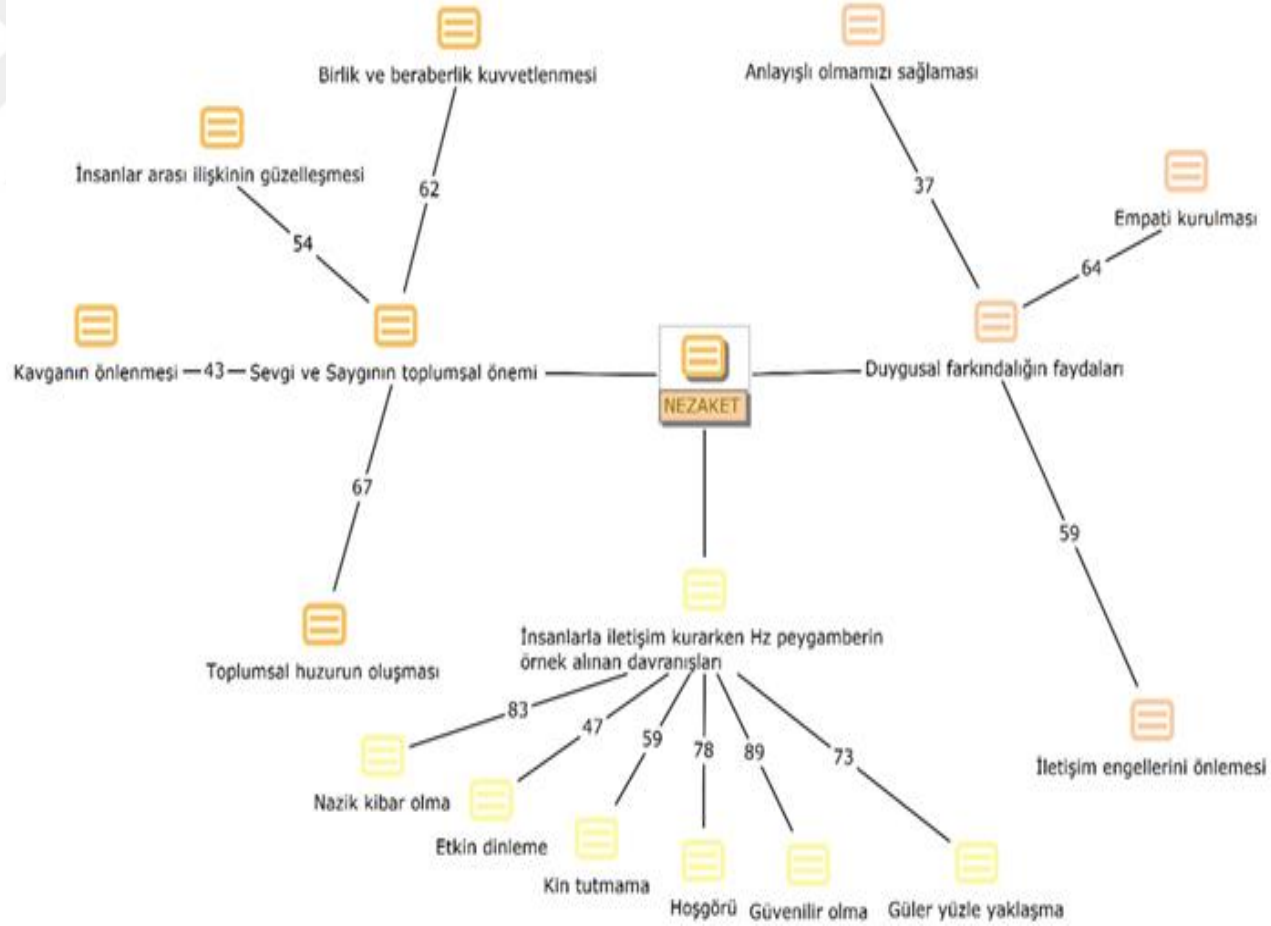 Birlik ve beraberlik kuvvetlenmesi
Anlayışlı olmamızı sağlaması
İnsanlar arası ilişkinin güzelleşmesi
62
37
Empati kurulması
54
64
Kavganın önlenmesi
43
Sevgi ve Saygının toplumsal önemi
NEZAKET
Duygusal farkındalığın faydaları
67
59
Toplumsal huzurun oluşması
İnsanlarla iletişim kurarken Hz peygamberin
örnek alınan davranışları
83
47
59
78
89
73
İletişim engellerini önlemesi
Nazik kibar olma
Etkin dinleme
Kin tutmama
Hoşgörü
Güvenilir olma
Güler yüzle yaklaşma